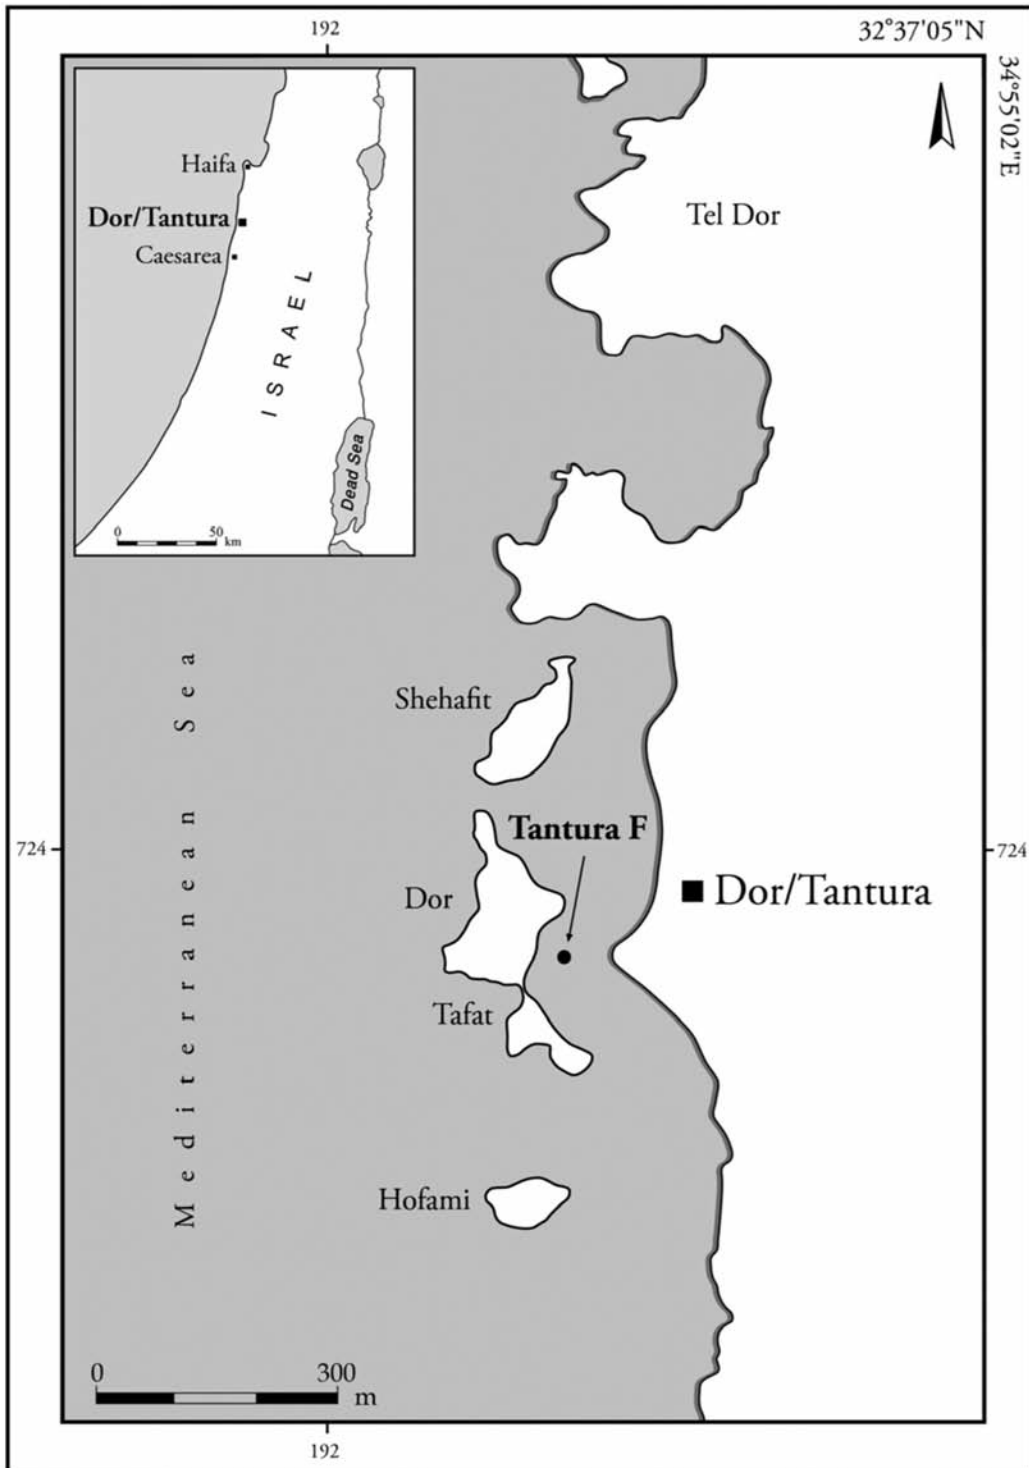 192
32°37'05"N
34°55'02"E
Haifa
Dor/Tantura
Caesarea
ISRAEL
Dead Sea
0 50
km
Tel Dor
Mediterranean Sea
Shehafit
Tantura F
724
724
Dor
Dor/Tantura
Tafat
Hofami
0 300
m
192